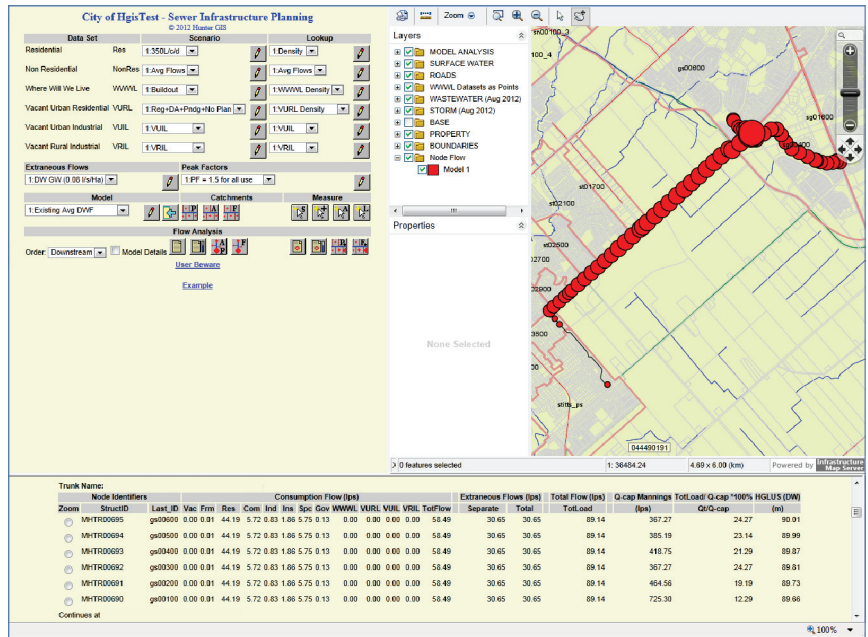 City of HgisTest - Sewer Infrastructure Planning
© 2012 Hunter GIS
Data Set Scenario Lookup
Residential Res 1:350L/c/d 1:Density
Non Residential NonRes 1:Avg Flows 1:Avg Flows
Where Will We Live WWWL 1:Buildout 1:WWWL Density
Vacant Urban Residential VURL 1:Reg+DA+Pndg+No Plan 1:VURL Density
Vacant Urban Industrial VUIL 1:VUIL 1:VUIL
Vacant Rural Industrial VRIL 1:VRIL 1:VRIL
Extraneous Flows Peak Factors
1:DW GW (0.08 l/s/Ha) 1:PF = 1.5 for all use
Model Catchments Measure
1:Existing Avg DWF
Flow Analysis
Order: Downstream Model Details
User Beware
Example
Zoom
Layers
MODEL ANALYSIS
SURFACE WATER
ROADS
WWWL Datasets as Points
WASTEWATER (Aug 2012)
STORM (Aug 2012)
BASE
PROPERTY
BOUNDARIES
Node Flow
Model 1
Properties
None Selected
st00100_3
100_4
gs00800
sg01600
st01700
st02100
st02500
2700
02900
3500
stitts_ps
044490191
> 0 features selected 1: 36484.24 4.69 x 6.00 (km) Powered by Infrastructure Map Server
Trunk Name:
Node Identifiers Consumption Flow (lps) Extraneous Flows (lps) Total Flow (lps) Q-cap Mannings TotLoad/ Q-cap *100% HGLUS (DW)
Zoom StructID Last_ID Vac Frm Res Com Ind Ins Spc Gov WWWL VURL VUIL VRIL TotFlow Separate Total TotLoad (lps) Qt/Q-cap (m)
MHTR00695 gs00600 0.00 0.01 44.19 5.72 0.83 1.86 5.75 0.13 0.00 0.00 0.00 0.00 58.49 30.65 30.65 89.14 367.27 24.27 90.01
MHTR00694 gs00500 0.00 0.01 44.19 5.72 0.83 1.86 5.75 0.13 0.00 0.00 0.00 0.00 58.49 30.65 30.65 89.14 385.19 23.14 89.99
MHTR00693 gs00400 0.00 0.01 44.19 5.72 0.83 1.86 5.75 0.13 0.00 0.00 0.00 0.00 58.49 30.65 30.65 89.14 418.75 21.29 89.87
MHTR00692 gs00300 0.00 0.01 44.19 5.72 0.83 1.86 5.75 0.13 0.00 0.00 0.00 0.00 58.49 30.65 30.65 89.14 367.27 24.27 89.81
MHTR00691 gs00200 0.00 0.01 44.19 5.72 0.83 1.86 5.75 0.13 0.00 0.00 0.00 0.00 58.49 30.65 30.65 89.14 464.56 19.19 89.73
MHTR00690 gs00100 0.00 0.01 44.19 5.72 0.83 1.86 5.75 0.13 0.00 0.00 0.00 0.00 58.49 30.65 30.65 89.14 725.30 12.29 89.66
Continues at
100%